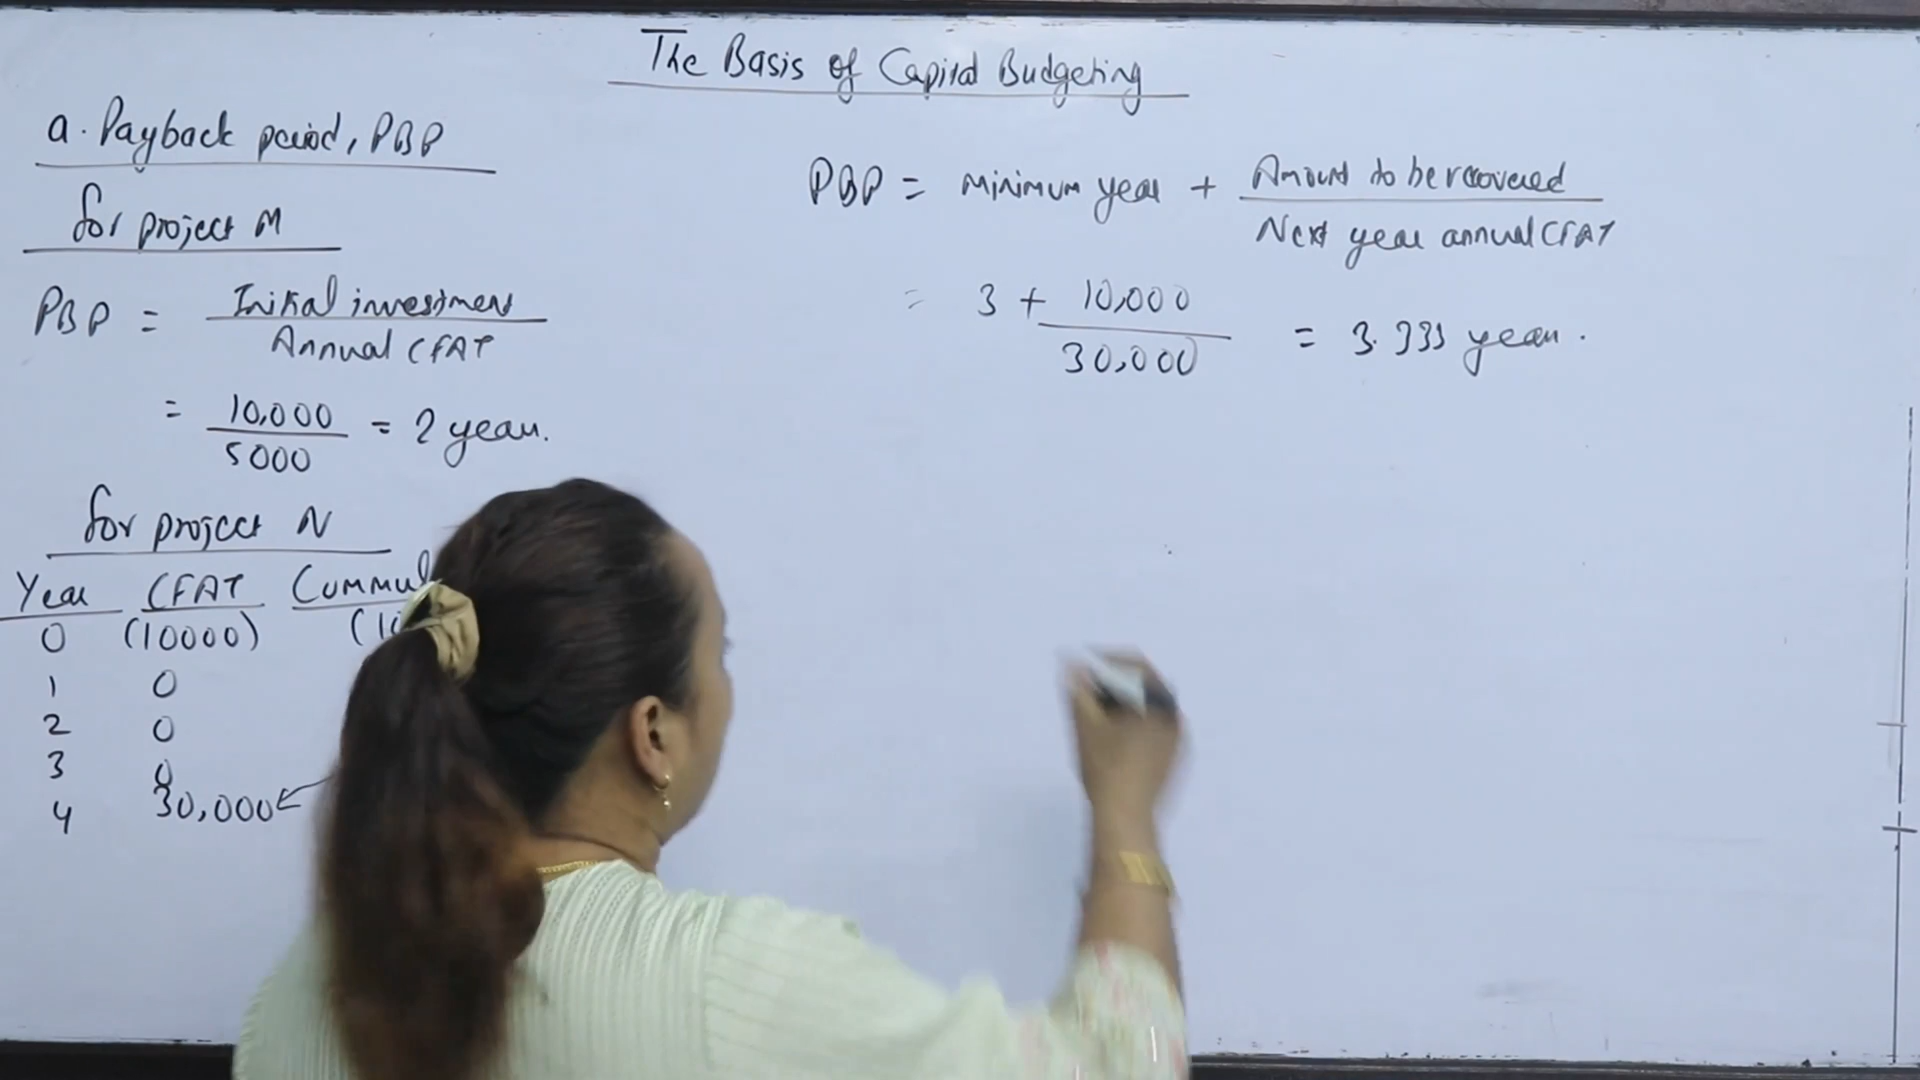 The Basis of Capital Budgeting
a. Payback period, PBP
for project M
PBP = Initial investment
Annual CFAT
= 10,000
5000
= 2 years.
for project N
Year CFAT Cummul
0 (10000) (10
1 0
2 0
3 0
4 30,000
PBP = minimum year + Amount to be recovered
Next year annual CFAT
= 3 + 10,000
30,000
= 3.333 years.